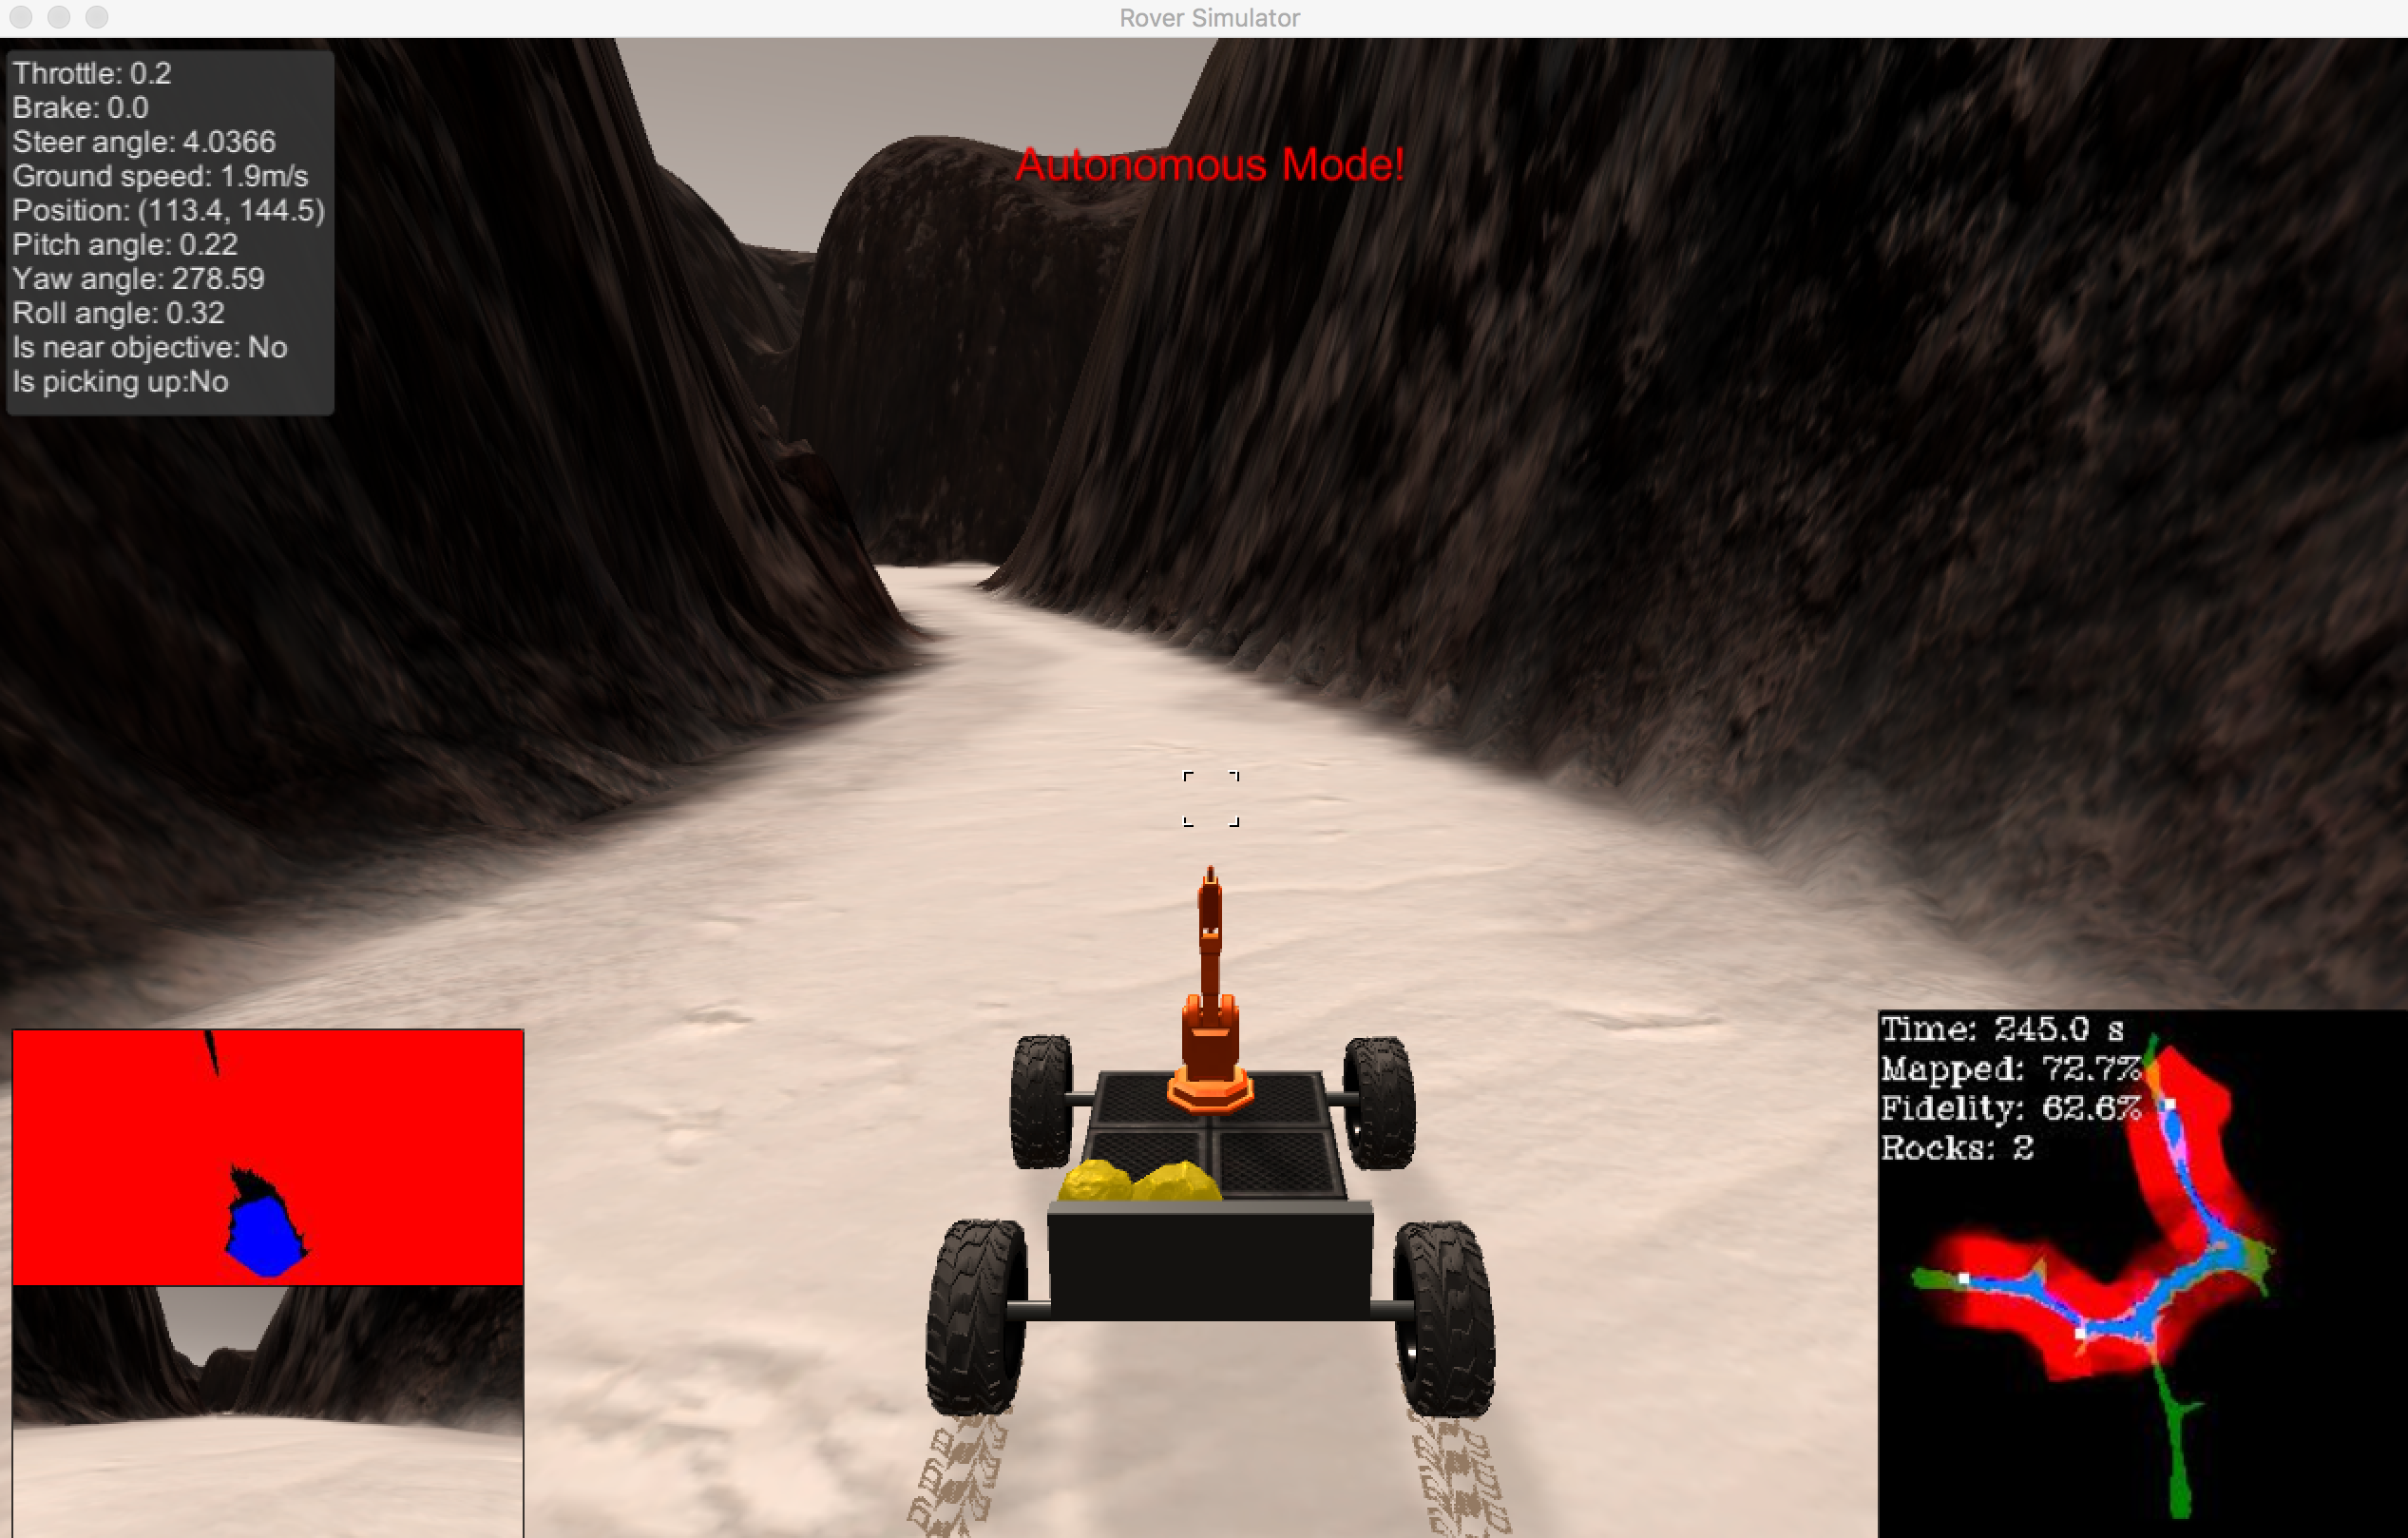 Rover Simulator
Throttle: 0.2
Brake: 0.0
Steer angle: 4.0366
Ground speed: 1.9m/s
Position: (113.4, 144.5)
Pitch angle: 0.22
Yaw angle: 278.59
Roll angle: 0.32
Is near objective: No
Is picking up:No
Autonomous Mode!
Time: 245.0 s
Mapped: 72.7%
Fidelity: 62.6%
Rocks: 2